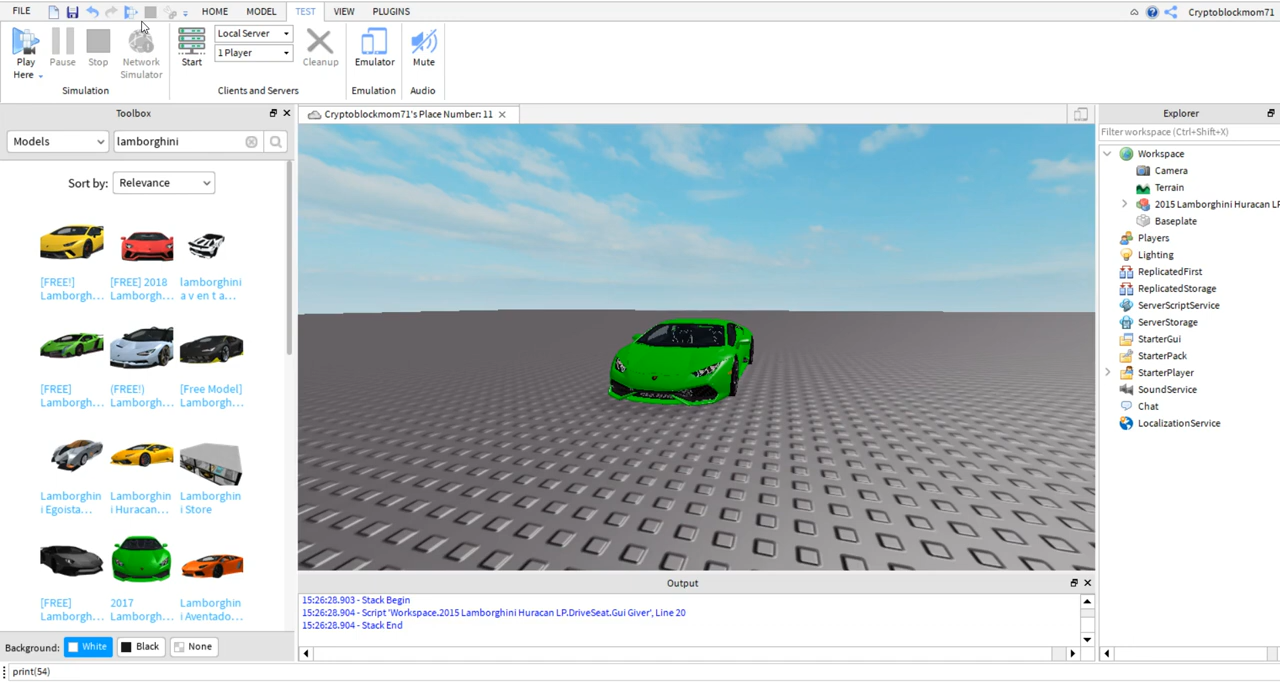 FILE HOME MODEL TEST VIEW PLUGINS Cryptoblockmom71
Play Here Pause Stop Network Simulator Start Local Server 1 Player Cleanup Emulator Mute
Simulation Clients and Servers Emulation Audio
Toolbox
Models lamborghini
Sort by: Relevance
[FREE!] Lamborgh...
[FREE] 2018 Lamborgh...
lamborghini a v e n t a...
[FREE] Lamborgh...
(FREE!) Lamborgh...
[Free Model] Lamborgh...
Lamborghin i Egoista...
Lamborghin i Huracan...
Lamborghin i Store
[FREE] Lamborgh...
2017 Lamborgh...
Lamborghin i Aventado...
Background: White Black None
print(54)
Cryptoblockmom71's Place Number: 11
Output
15:26:28.903 - Stack Begin
15:26:28.904 - Script 'Workspace.2015 Lamborghini Huracan LP.DriveSeat.Gui Giver', Line 20
15:26:28.904 - Stack End
Explorer
Filter workspace (Ctrl+Shift+X)
Workspace
Camera
Terrain
2015 Lamborghini Huracan LP
Baseplate
Players
Lighting
ReplicatedFirst
ReplicatedStorage
ServerScriptService
ServerStorage
StarterGui
StarterPack
StarterPlayer
SoundService
Chat
LocalizationService